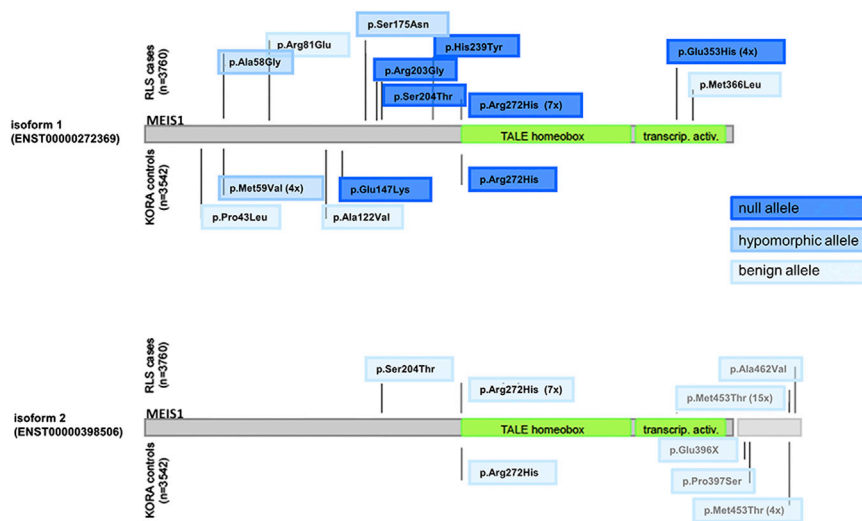 RLS cases
(n=3760)
p.Ser175Asn
p.Arg81Glu
p.His239Tyr
p.Glu353His (4x)
p.Ala58Gly
p.Arg203Gly
p.Met366Leu
p.Ser204Thr
p.Arg272His (7x)
isoform 1
(ENST00000272369)
MEIS1
TALE homeobox
transcrip. activ.
KORA controls
(n=3542)
p.Met59Val (4x)
p.Glu147Lys
p.Arg272His
p.Pro43Leu
p.Ala122Val
null allele
hypomorphic allele
benign allele
RLS cases
(n=3760)
p.Ser204Thr
p.Ala462Val
p.Arg272His (7x)
p.Met453Thr (15x)
isoform 2
(ENST00000398506)
MEIS1
TALE homeobox
transcrip. activ.
KORA controls
(n=3542)
p.Glu396X
p.Arg272His
p.Pro397Ser
p.Met453Thr (4x)